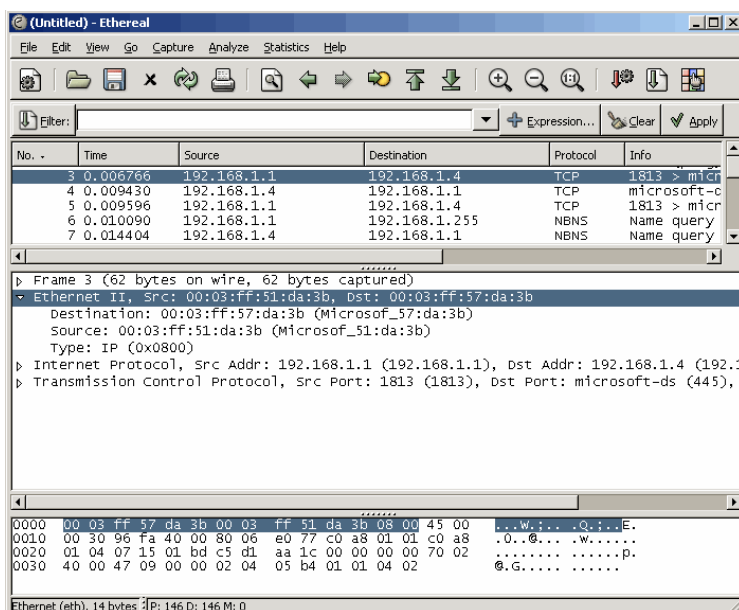 (Untitled) - Ethereal
File Edit View Go Capture Analyze Statistics Help
Filter: Expression... Clear Apply
No. . Time Source Destination Protocol Info
3 0.006766 192.168.1.1 192.168.1.4 TCP 1813 > micr
4 0.009430 192.168.1.4 192.168.1.1 TCP microsoft-d
5 0.009596 192.168.1.1 192.168.1.4 TCP 1813 > micr
6 0.010090 192.168.1.1 192.168.1.255 NBNS Name query
7 0.014404 192.168.1.4 192.168.1.1 NBNS Name query
Frame 3 (62 bytes on wire, 62 bytes captured)
Ethernet II, Src: 00:03:ff:51:da:3b, Dst: 00:03:ff:57:da:3b
Destination: 00:03:ff:57:da:3b (Microsof_57:da:3b)
Source: 00:03:ff:51:da:3b (Microsof_51:da:3b)
Type: IP (0x0800)
Internet Protocol, Src Addr: 192.168.1.1 (192.168.1.1), Dst Addr: 192.168.1.4 (192.1
Transmission Control Protocol, Src Port: 1813 (1813), Dst Port: microsoft-ds (445),
0000 00 03 ff 57 da 3b 00 03 ff 51 da 3b 08 00 45 00 ...W.;.. .Q.;..E.
0010 00 30 96 fa 40 00 80 06 e0 77 c0 a8 01 01 c0 a8 .0..@... .w......
0020 01 04 07 15 01 bd c5 d1 aa 1c 00 00 00 00 70 02 ........ ......p.
0030 40 00 47 09 00 00 02 04 05 b4 01 01 04 02 @.G..... ......
Ethernet (eth), 14 bytes P: 146 D: 146 M: 0